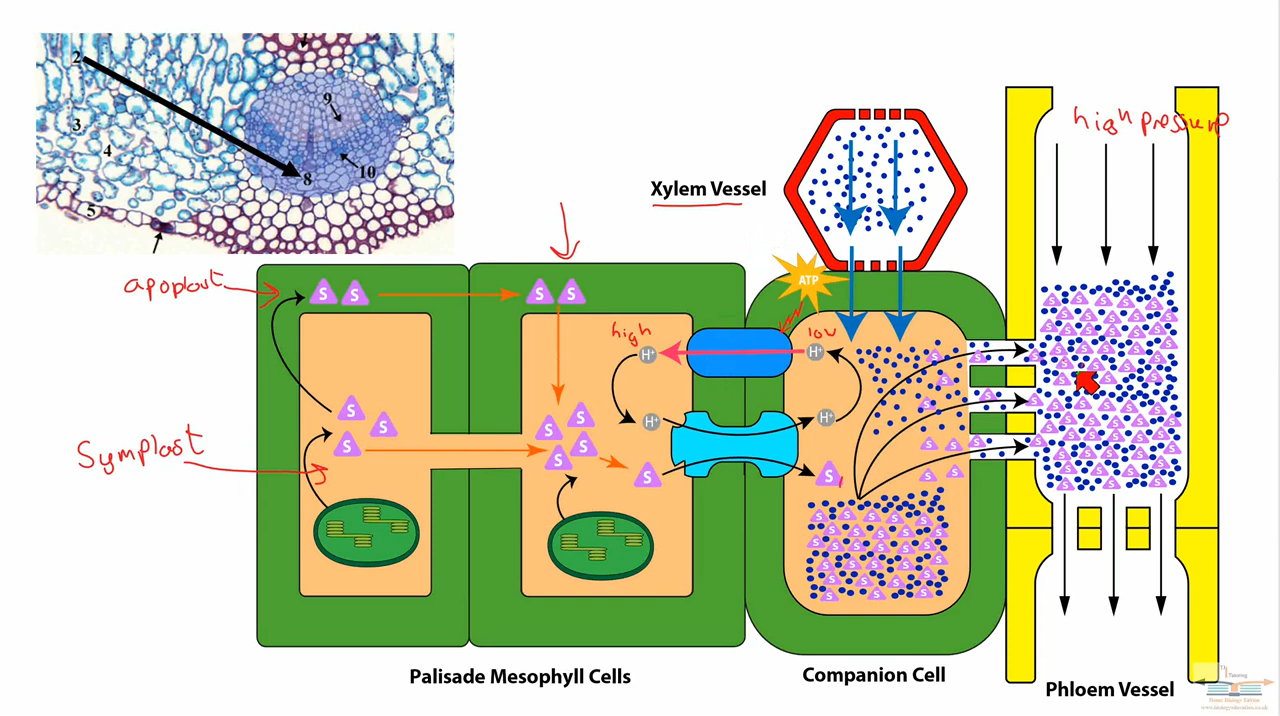 2
3
4
5
9
8
10
Xylem Vessel
high pressure
apoplast
Symplast
ATP
S S
S S
high
low
H⁺
H⁺
H⁺
H⁺
S
S
S
S
S
S
S
S
S
Palisade Mesophyll Cells
Companion Cell
Phloem Vessel